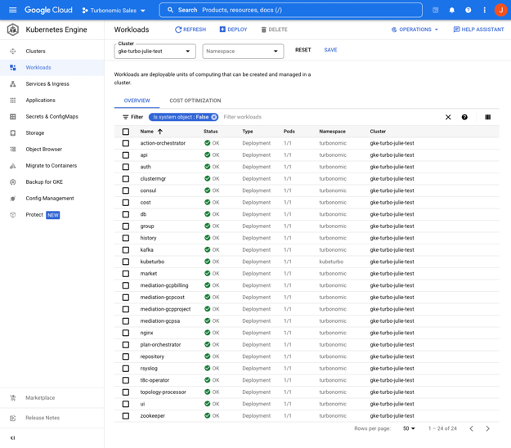 Google Cloud
Turbonomic Sales
Search Products, resources, docs (/)
J
Kubernetes Engine
Workloads
REFRESH
DEPLOY
DELETE
OPERATIONS
HELP ASSISTANT
Clusters
Workloads
Services & Ingress
Applications
Secrets & ConfigMaps
Storage
Object Browser
Migrate to Containers
Backup for GKE
Config Management
Protect NEW
Marketplace
Release Notes
Cluster
gke-turbo-julie-test
Namespace
RESET
SAVE
Workloads are deployable units of computing that can be created and managed in a
cluster.
OVERVIEW
COST OPTIMIZATION
Filter Is system object : False Filter workloads
Name Status Type Pods Namespace Cluster
action-orchestrator OK Deployment 1/1 turbonomic gke-turbo-julie-test
api OK Deployment 1/1 turbonomic gke-turbo-julie-test
auth OK Deployment 1/1 turbonomic gke-turbo-julie-test
clustermgr OK Deployment 1/1 turbonomic gke-turbo-julie-test
consul OK Deployment 1/1 turbonomic gke-turbo-julie-test
cost OK Deployment 1/1 turbonomic gke-turbo-julie-test
db OK Deployment 1/1 turbonomic gke-turbo-julie-test
group OK Deployment 1/1 turbonomic gke-turbo-julie-test
history OK Deployment 1/1 turbonomic gke-turbo-julie-test
kafka OK Deployment 1/1 turbonomic gke-turbo-julie-test
kubeturbo OK Deployment 1/1 kubeturbo gke-turbo-julie-test
market OK Deployment 1/1 turbonomic gke-turbo-julie-test
mediation-gcpbilling OK Deployment 1/1 turbonomic gke-turbo-julie-test
mediation-gcpcost OK Deployment 1/1 turbonomic gke-turbo-julie-test
mediation-gcpproject OK Deployment 1/1 turbonomic gke-turbo-julie-test
mediation-gcpsa OK Deployment 1/1 turbonomic gke-turbo-julie-test
nginx OK Deployment 1/1 turbonomic gke-turbo-julie-test
plan-orchestrator OK Deployment 1/1 turbonomic gke-turbo-julie-test
repository OK Deployment 1/1 turbonomic gke-turbo-julie-test
rsyslog OK Deployment 1/1 turbonomic gke-turbo-julie-test
t8c-operator OK Deployment 1/1 turbonomic gke-turbo-julie-test
topology-processor OK Deployment 1/1 turbonomic gke-turbo-julie-test
ui OK Deployment 1/1 turbonomic gke-turbo-julie-test
zookeeper OK Deployment 1/1 turbonomic gke-turbo-julie-test
Rows per page: 50 1 – 24 of 24